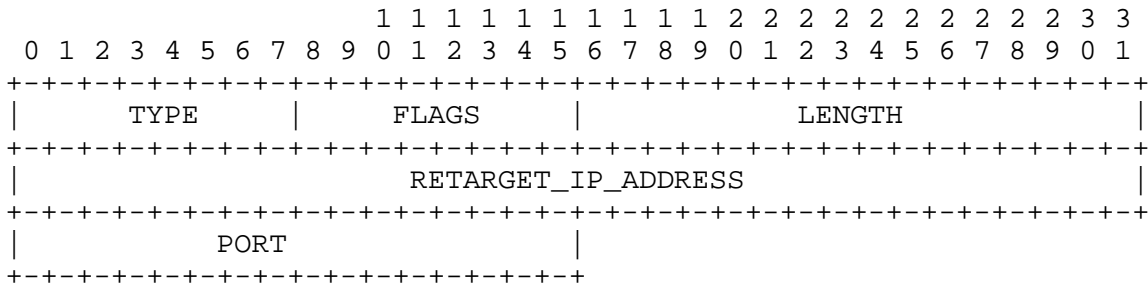 1 1 1 1 1 1 1 1 1 1 2 2 2 2 2 2 2 2 2 2 3 3
 0 1 2 3 4 5 6 7 8 9 0 1 2 3 4 5 6 7 8 9 0 1 2 3 4 5 6 7 8 9 0 1
+-+-+-+-+-+-+-+-+-+-+-+-+-+-+-+-+-+-+-+-+-+-+-+-+-+-+-+-+-+-+-+-+
|      TYPE     |     FLAGS     |            LENGTH             |
+-+-+-+-+-+-+-+-+-+-+-+-+-+-+-+-+-+-+-+-+-+-+-+-+-+-+-+-+-+-+-+-+
|                      RETARGET_IP_ADDRESS                      |
+-+-+-+-+-+-+-+-+-+-+-+-+-+-+-+-+-+-+-+-+-+-+-+-+-+-+-+-+-+-+-+-+
|           PORT                |
+-+-+-+-+-+-+-+-+-+-+-+-+-+-+-+-+